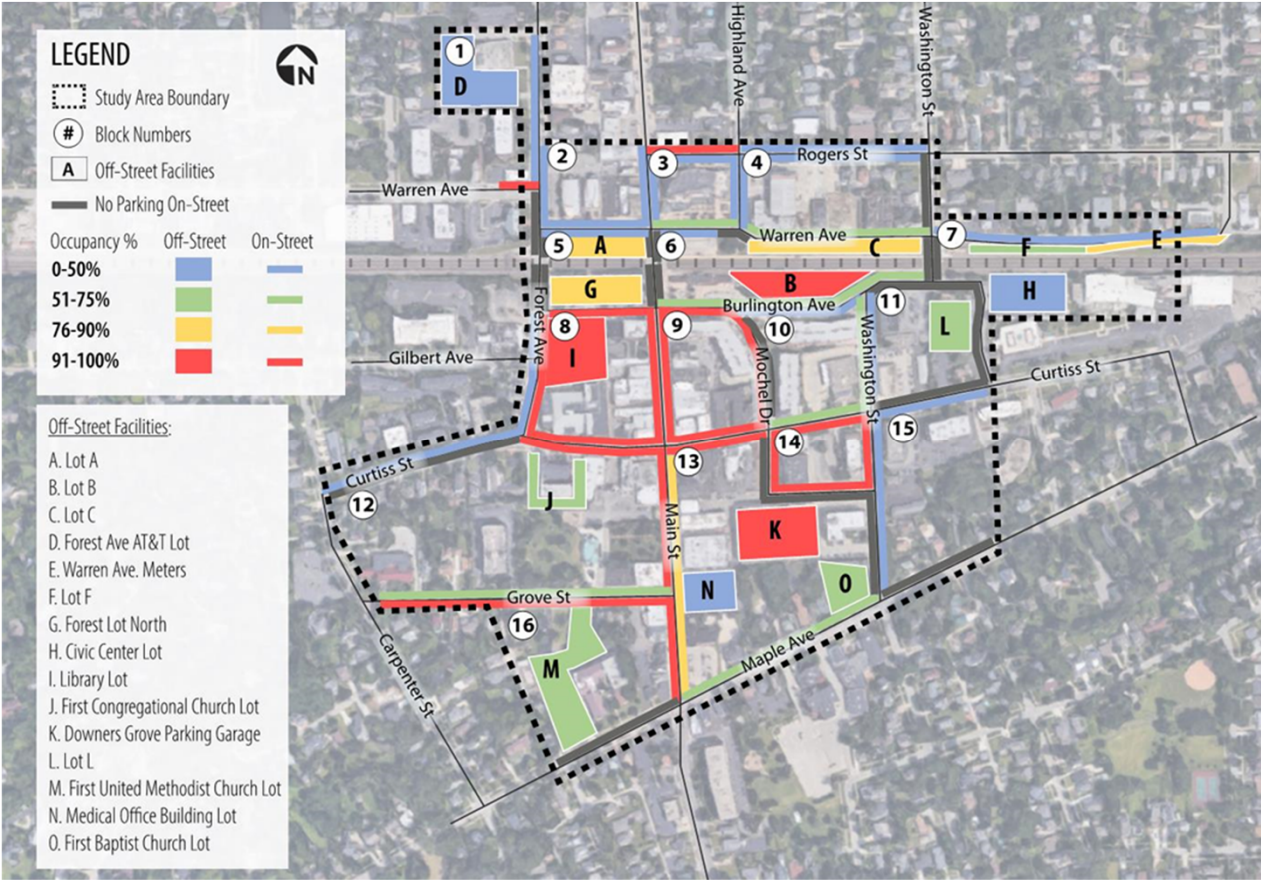 LEGEND
N
Study Area Boundary
# Block Numbers
A Off-Street Facilities
No Parking On-Street
Occupancy % Off-Street On-Street
0-50%
51-75%
76-90%
91-100%
Off-Street Facilities:
A. Lot A
B. Lot B
C. Lot C
D. Forest Ave AT&T Lot
E. Warren Ave. Meters
F. Lot F
G. Forest Lot North
H. Civic Center Lot
I. Library Lot
J. First Congregational Church Lot
K. Downers Grove Parking Garage
L. Lot L
M. First United Methodist Church Lot
N. Medical Office Building Lot
O. First Baptist Church Lot
1
D
Highland Ave
Washington St
2
3
4
Rogers St
Warren Ave
5
A
6
Warren Ave
C
7
F
E
G
B
H
Forest Ave
Burlington Ave
11
8
9
10
L
Gilbert Ave
I
Mochel Dr
Washington St
Curtiss St
15
14
13
Curtiss St
12
J
Main St
K
N
O
Grove St
16
Maple Ave
M
Carpenter St